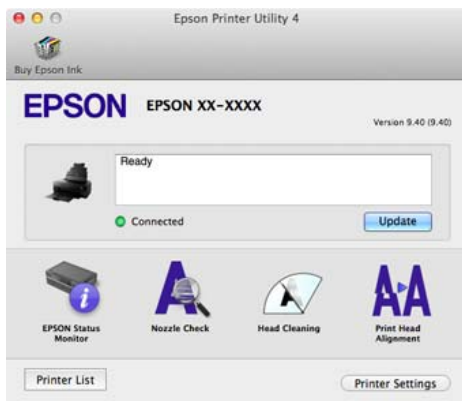 Epson Printer Utility 4
Buy Epson Ink
EPSON EPSON XX-XXXX
Version 9.40 (9.40)
Ready
Connected
Update
EPSON Status
Monitor
Nozzle Check
Head Cleaning
Print Head
Alignment
Printer List
Printer Settings